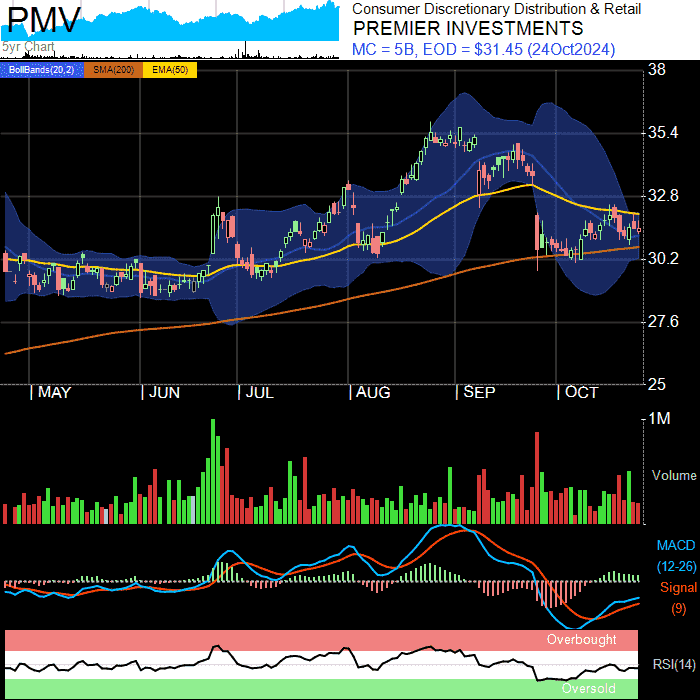 PMV
5yr Chart
Consumer Discretionary Distribution & Retail
PREMIER INVESTMENTS
MC = 5B, EOD = $31.45 (24Oct2024)
BollBands(20,2) SMA(200) EMA(50)
38
35.4
32.8
30.2
27.6
25
MAY JUN JUL AUG SEP OCT
1M
Volume
MACD
(12-26)
Signal
(9)
Overbought
RSI(14)
Oversold